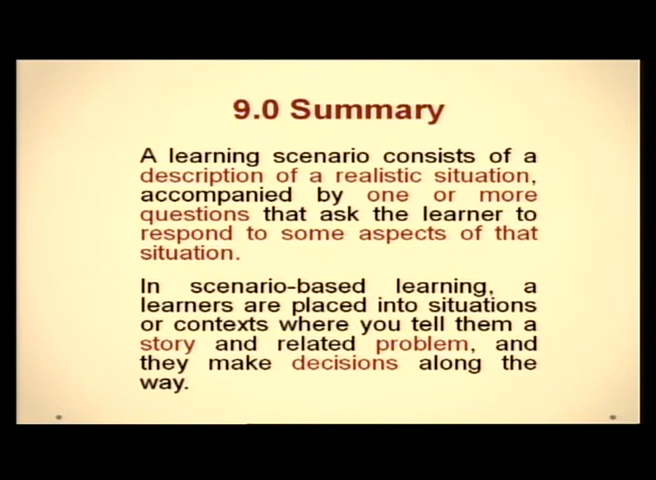 9.0 Summary
A learning scenario consists of a
description of a realistic situation,
accompanied by one or more
questions that ask the learner to
respond to some aspects of that
situation.
In scenario-based learning, a
learners are placed into situations
or contexts where you tell them a
story and related problem, and
they make decisions along the
way.